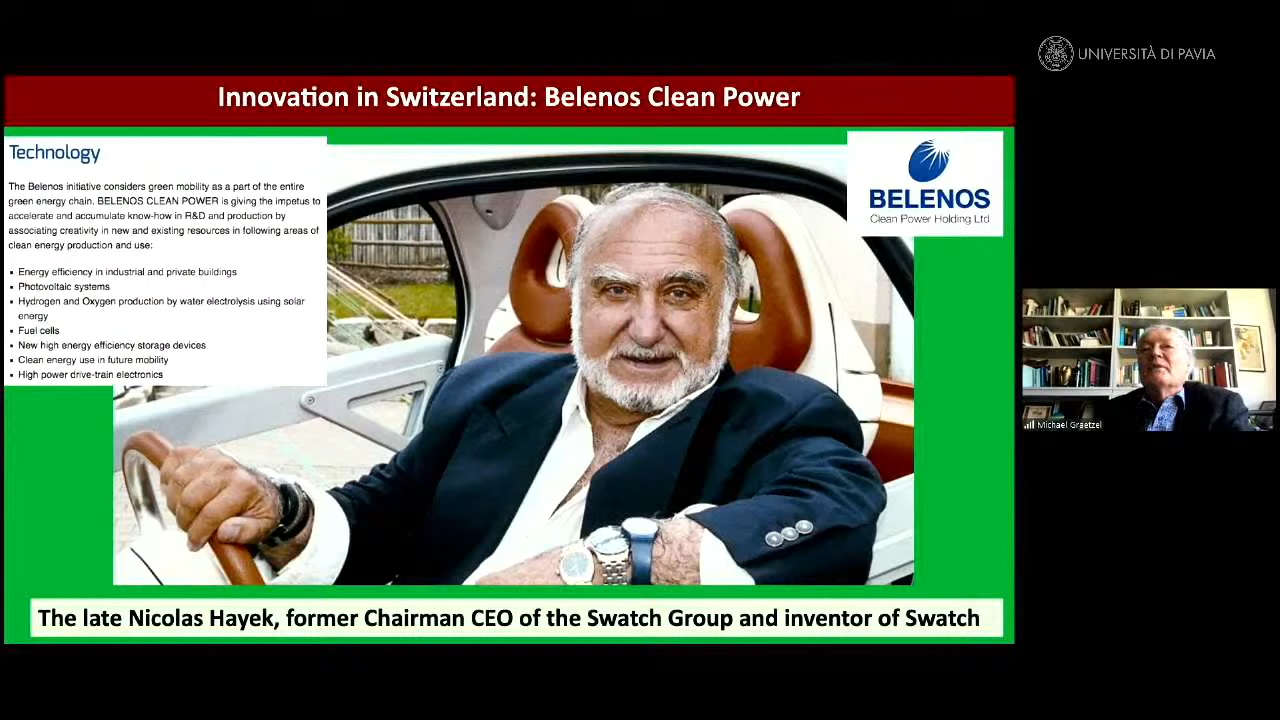 UNIVERSITÀ DI PAVIA
Innovation in Switzerland: Belenos Clean Power
Technology
The Belenos initiative considers green mobility as a part of the entire
green energy chain. BELENOS CLEAN POWER is giving the impetus to
accelerate and accumulate know-how in R&D and production by
associating creativity in new and existing resources in following areas of
clean energy production and use:
▪ Energy efficiency in industrial and private buildings
▪ Photovoltaic systems
▪ Hydrogen and Oxygen production by water electrolysis using solar
energy
▪ Fuel cells
▪ New high energy efficiency storage devices
▪ Clean energy use in future mobility
▪ High power drive-train electronics
BELENOS
Clean Power Holding Ltd
Michael Graetzel
The late Nicolas Hayek, former Chairman CEO of the Swatch Group and inventor of Swatch